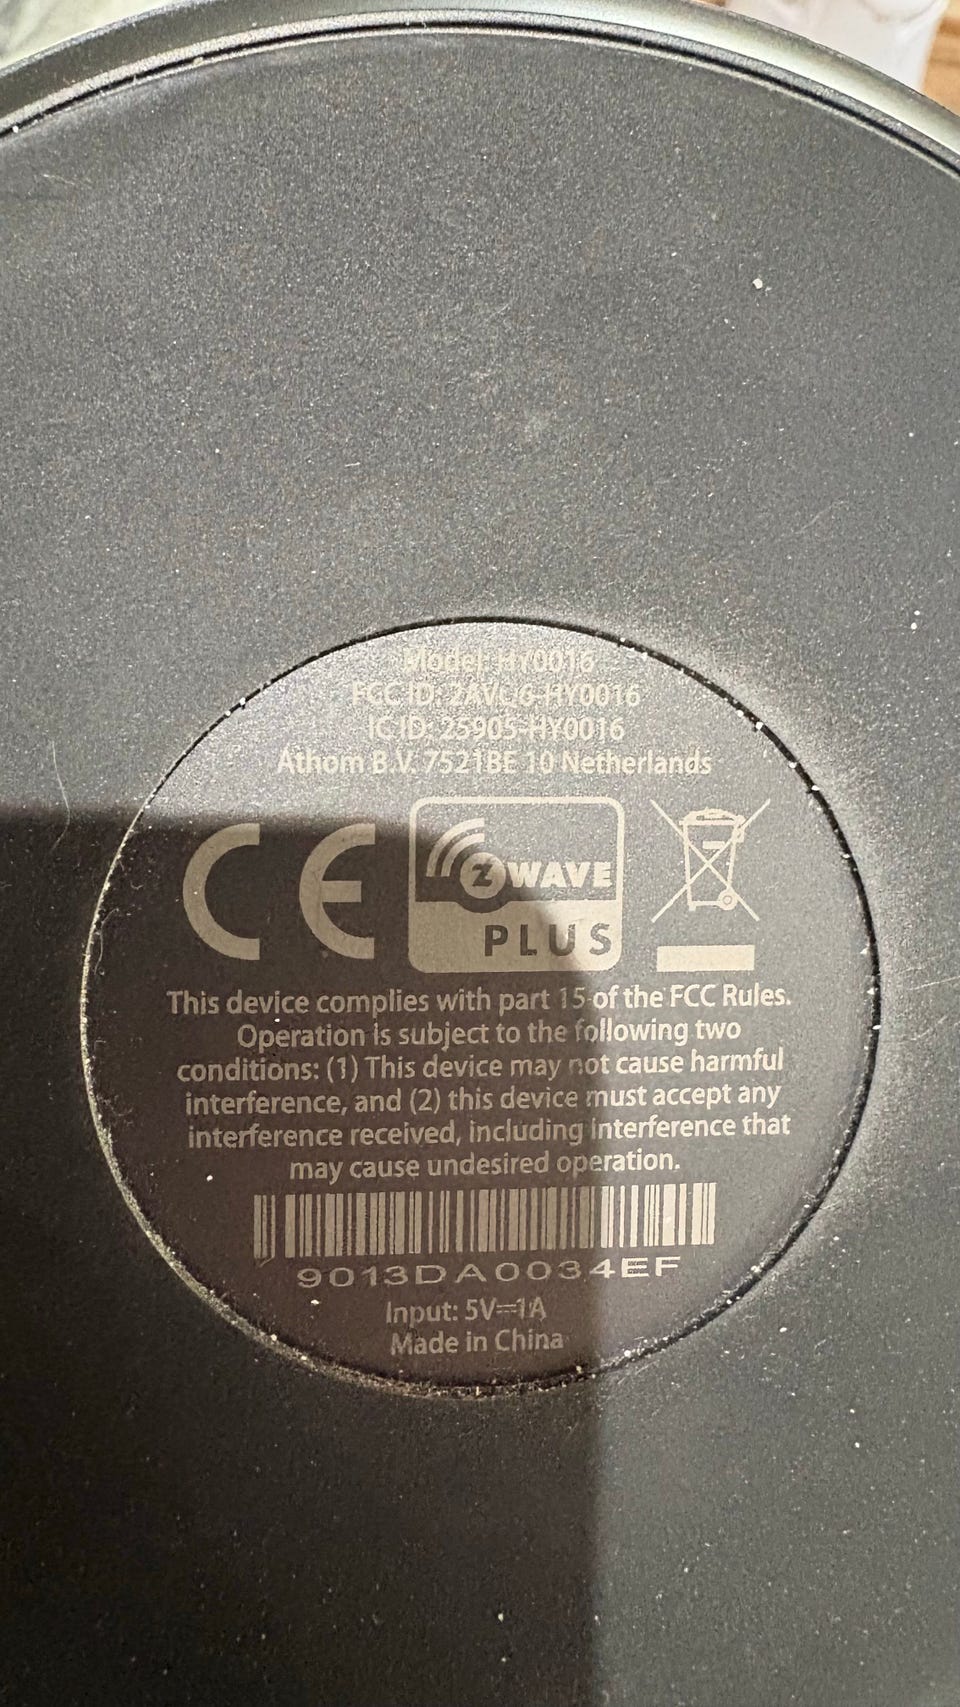 Model: HY0016
FCC ID: 2AVQ6-HY0016
IC ID: 25905-HY0016
Athom B.V. 7521BE 10 Netherlands
CE
Z WAVE
PLUS
This device complies with part 15 of the FCC Rules.
Operation is subject to the following two
conditions: (1) This device may not cause harmful
interference, and (2) this device must accept any
interference received, including interference that
may cause undesired operation.
9013DA0034EF
Input: 5V⎓1A
Made in China